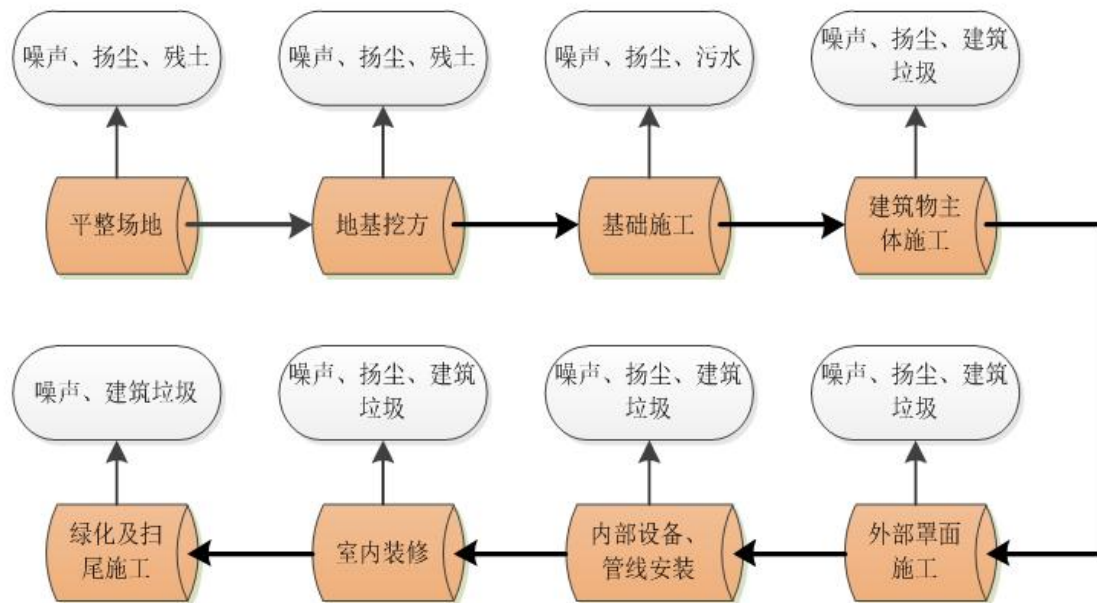 噪声、扬尘、残土
噪声、扬尘、残土
噪声、扬尘、污水
噪声、扬尘、建筑
垃圾
平整场地
地基挖方
基础施工
建筑物主
体施工
噪声、建筑垃圾
噪声、扬尘、建筑
垃圾
噪声、扬尘、建筑
垃圾
噪声、扬尘、建筑
垃圾
绿化及扫
尾施工
室内装修
内部设备、
管线安装
外部罩面
施工